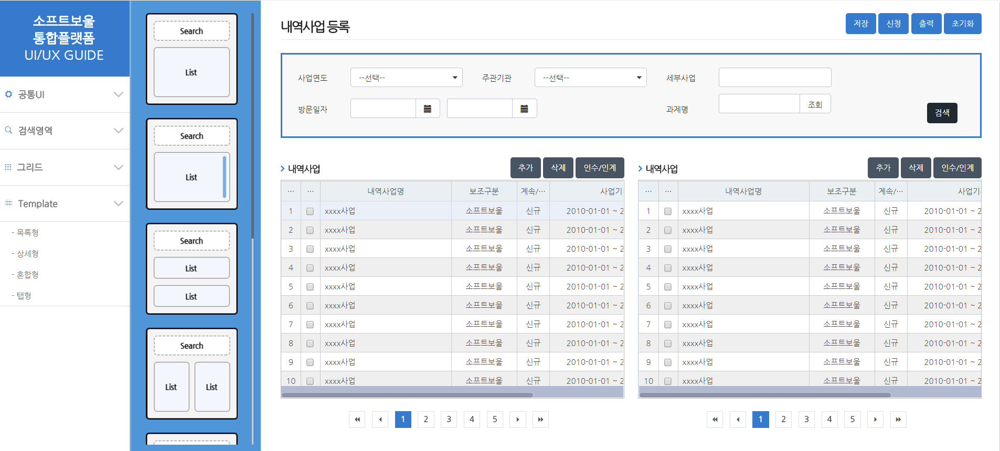 소프트보울
통합플랫폼
UI/UX GUIDE
공통UI
검색영역
그리드
Template
- 목록형
- 상세형
- 혼합형
- 탭형
Search
List
Search
List
Search
List
List
Search
List List
내역사업 등록
저장 신청 출력 초기화
사업연도 --선택-- 주관기관 --선택-- 세부사업
방문일자 과제명 조회
검색
내역사업 추가 삭제 인수/인계
... ... 내역사업명 보조구분 계속/... 사업기
1 xxxx사업 소프트보울 신규 2010-01-01 ~ 2
2 xxxx사업 소프트보울 신규 2010-01-01 ~ 2
3 xxxx사업 소프트보울 신규 2010-01-01 ~ 2
4 xxxx사업 소프트보울 신규 2010-01-01 ~ 2
5 xxxx사업 소프트보울 신규 2010-01-01 ~ 2
6 xxxx사업 소프트보울 신규 2010-01-01 ~ 2
7 xxxx사업 소프트보울 신규 2010-01-01 ~ 2
8 xxxx사업 소프트보울 신규 2010-01-01 ~ 2
9 xxxx사업 소프트보울 신규 2010-01-01 ~ 2
10 xxxx사업 소프트보울 신규 2010-01-01 ~ 2
1 2 3 4 5
내역사업 추가 삭제 인수/인계
... ... 내역사업명 보조구분 계속/... 사업기
1 xxxx사업 소프트보울 신규 2010-01-01 ~ 2
2 xxxx사업 소프트보울 신규 2010-01-01 ~ 2
3 xxxx사업 소프트보울 신규 2010-01-01 ~ 2
4 xxxx사업 소프트보울 신규 2010-01-01 ~ 2
5 xxxx사업 소프트보울 신규 2010-01-01 ~ 2
6 xxxx사업 소프트보울 신규 2010-01-01 ~ 2
7 xxxx사업 소프트보울 신규 2010-01-01 ~ 2
8 xxxx사업 소프트보울 신규 2010-01-01 ~ 2
9 xxxx사업 소프트보울 신규 2010-01-01 ~ 2
10 xxxx사업 소프트보울 신규 2010-01-01 ~ 2
1 2 3 4 5